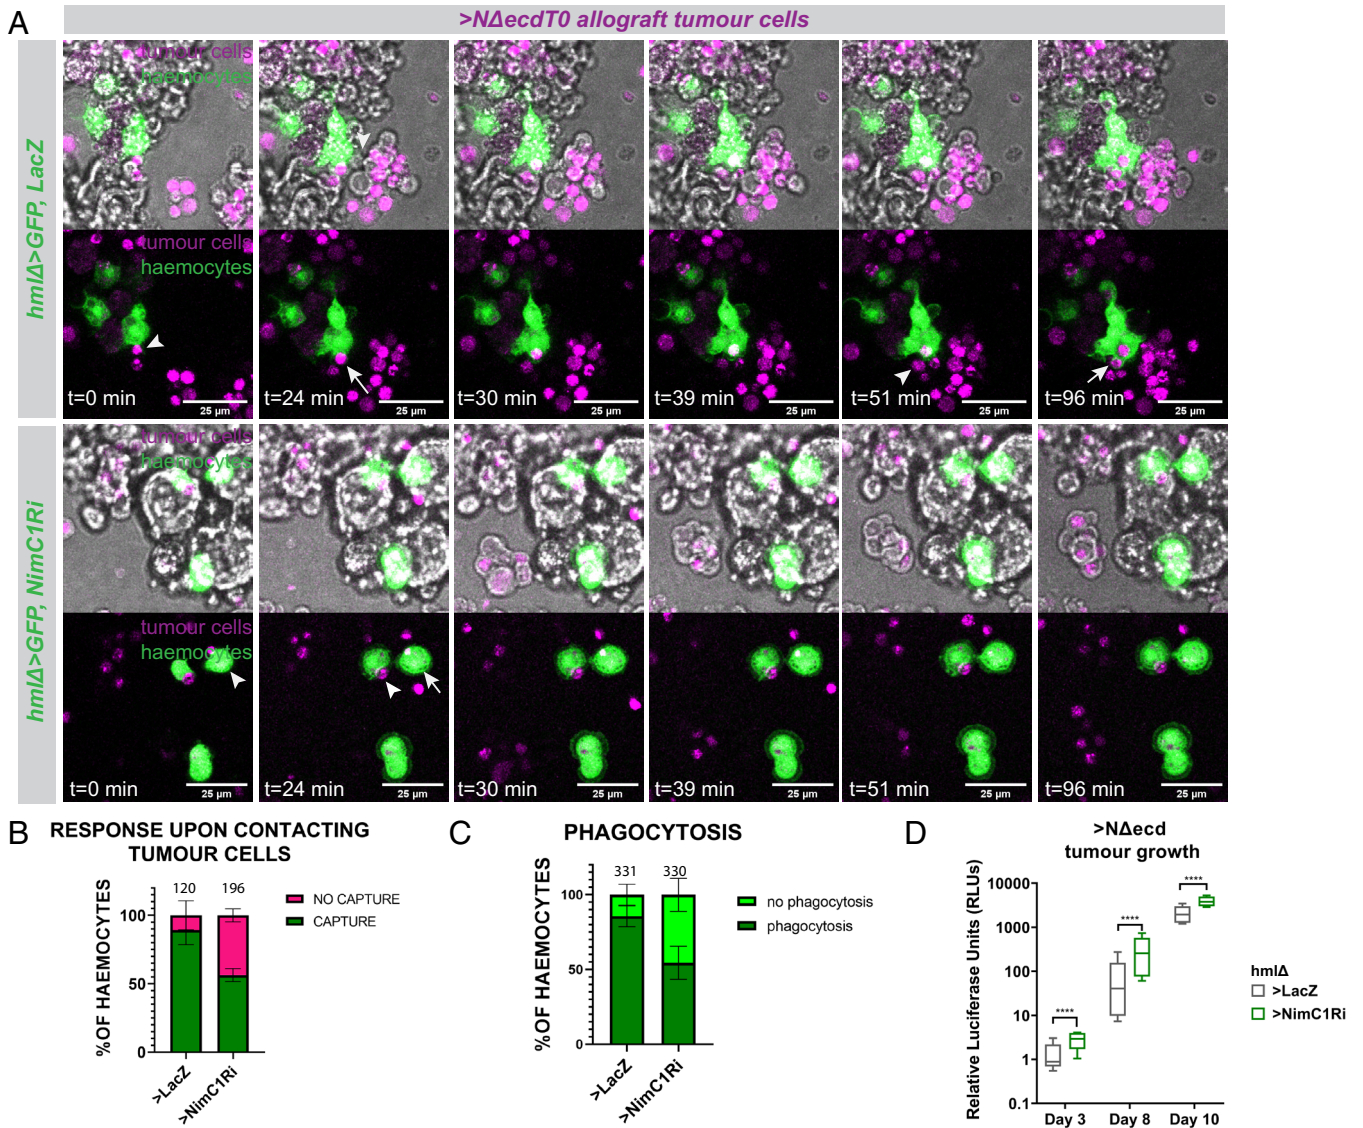 A
>NΔecdT0 allograft tumour cells
hmlΔ>GFP, LacZ
tumour cells
haemocytes
tumour cells
haemocytes
t=0 min
25 µm
t=24 min
25 µm
t=30 min
25 µm
t=39 min
25 µm
t=51 min
25 µm
t=96 min
25 µm
hmlΔ>GFP, NimC1Ri
tumour cells
haemocytes
tumour cells
haemocytes
t=0 min
25 µm
t=24 min
25 µm
t=30 min
25 µm
t=39 min
25 µm
t=51 min
25 µm
t=96 min
25 µm
B
RESPONSE UPON CONTACTING
TUMOUR CELLS
%OF HAEMOCYTES
100
50
0
120
196
>LacZ
>NimC1Ri
NO CAPTURE
CAPTURE
C
PHAGOCYTOSIS
%OF HAEMOCYTES
100
50
0
331
330
>LacZ
>NimC1Ri
no phagocytosis
phagocytosis
D
>NΔecd
tumour growth
Relative Luciferase Units (RLUs)
10000
1000
100
10
1
0.1
****
****
****
Day 3
Day 8
Day 10
hmlΔ
>LacZ
>NimC1Ri